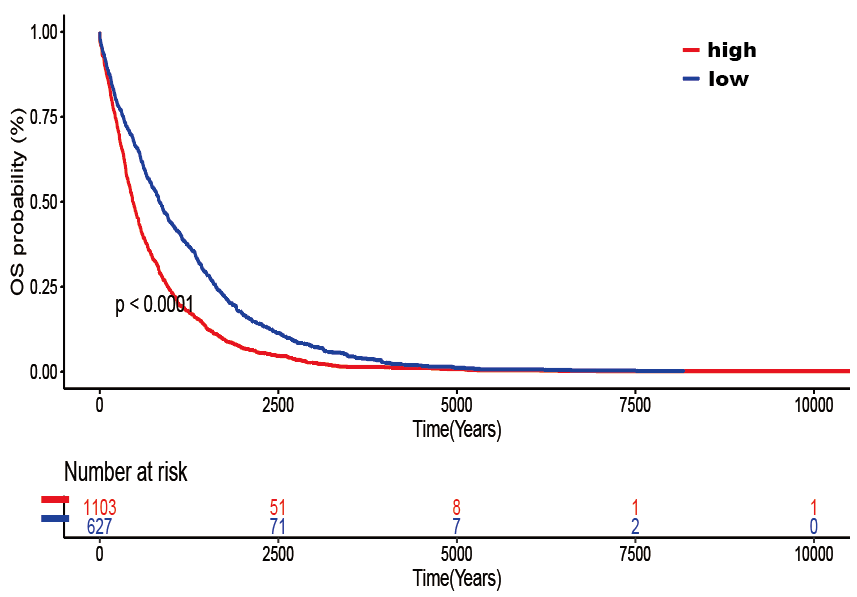 high
low
OS probability (%)
1.00
0.75
0.50
0.25
0.00
p < 0.0001
0 2500 5000 7500 10000
Time(Years)
Number at risk
1103 51 8 1 1
627 71 7 2 0
0 2500 5000 7500 10000
Time(Years)